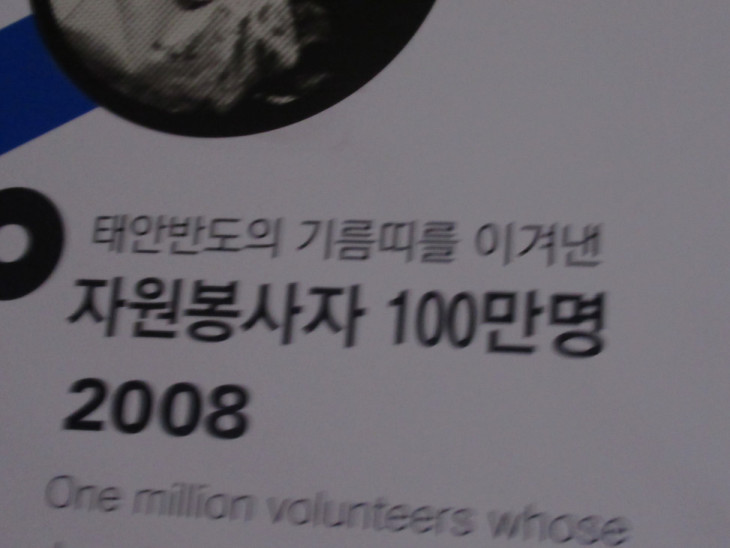 태안반도의 기름띠를 이겨낸
자원봉사자 100만명
2008
One million volunteers whose